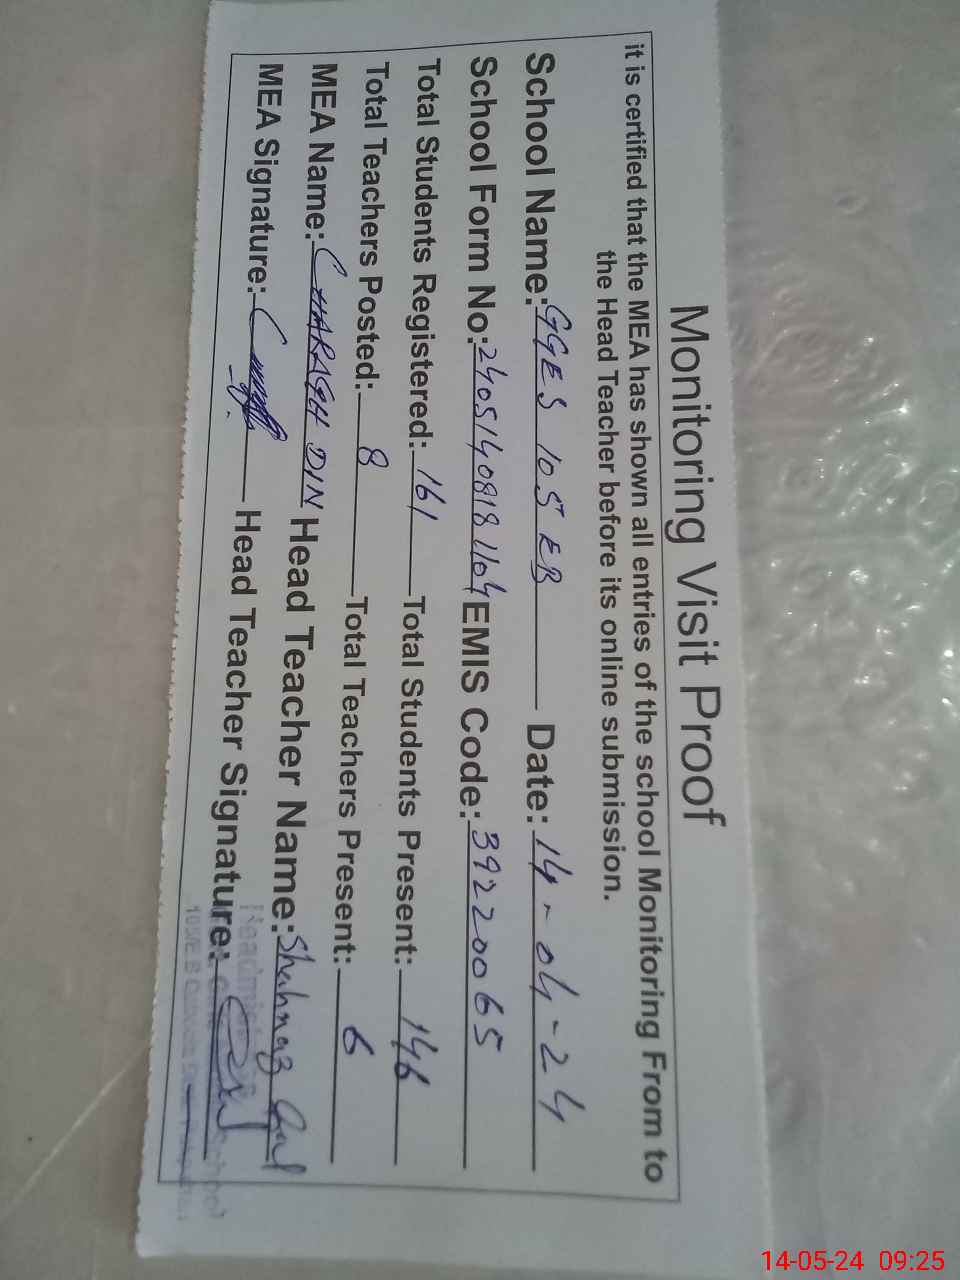 Monitoring Visit Proof
it is certified that the MEA has shown all entries of the school Monitoring From to
the Head Teacher before its online submission.
School Name: GGES 105 EB Date: 14-04-24
School Form No: 24051408181104 EMIS Code: 39220065
Total Students Registered: 161 Total Students Present: 146
Total Teachers Posted: 8 Total Teachers Present: 6
MEA Name: CHARAGH DIN Head Teacher Name: Shahnaz Gul
MEA Signature: Head Teacher Signature:
14-05-24 09:25